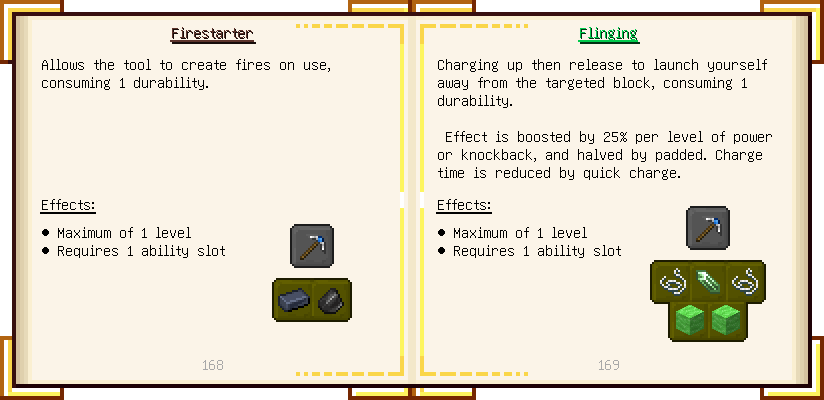 Firestarter
Allows the tool to create fires on use,
consuming 1 durability.
Effects:
• Maximum of 1 level
• Requires 1 ability slot
168
Flinging
Charging up then release to launch yourself
away from the targeted block, consuming 1
durability.
Effect is boosted by 25% per level of power
or knockback, and halved by padded. Charge
time is reduced by quick charge.
Effects:
• Maximum of 1 level
• Requires 1 ability slot
169